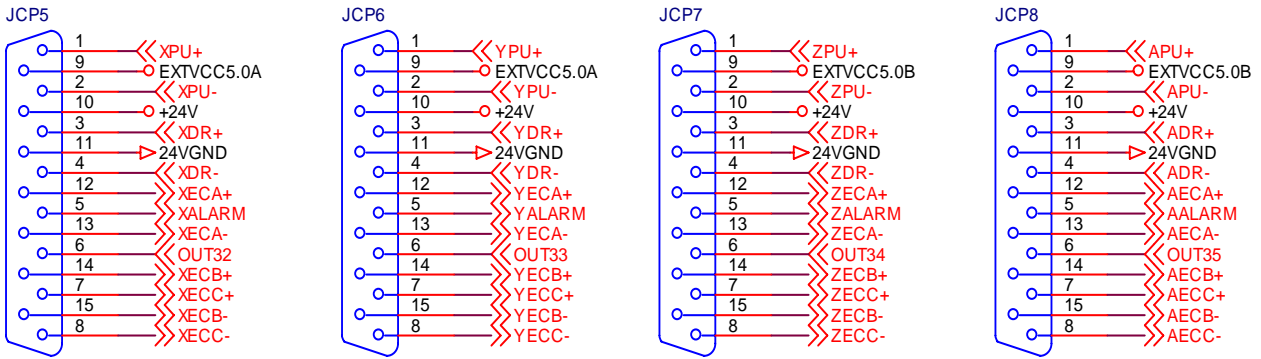 JCP5 JCP6 JCP7 JCP8
1 XPU+ 1 YPU+ 1 ZPU+ 1 APU+
9 EXTVCC5.0A 9 EXTVCC5.0A 9 EXTVCC5.0B 9 EXTVCC5.0B
2 XPU- 2 YPU- 2 ZPU- 2 APU-
10 +24V 10 +24V 10 +24V 10 +24V
3 XDR+ 3 YDR+ 3 ZDR+ 3 ADR+
11 24VGND 11 24VGND 11 24VGND 11 24VGND
4 XDR- 4 YDR- 4 ZDR- 4 ADR-
12 XECA+ 12 YECA+ 12 ZECA+ 12 AECA+
5 XALARM 5 YALARM 5 ZALARM 5 AALARM
13 XECA- 13 YECA- 13 ZECA- 13 AECA-
6 OUT32 6 OUT33 6 OUT34 6 OUT35
14 XECB+ 14 YECB+ 14 ZECB+ 14 AECB+
7 XECC+ 7 YECC+ 7 ZECC+ 7 AECC+
15 XECB- 15 YECB- 15 ZECB- 15 AECB-
8 XECC- 8 YECC- 8 ZECC- 8 AECC-